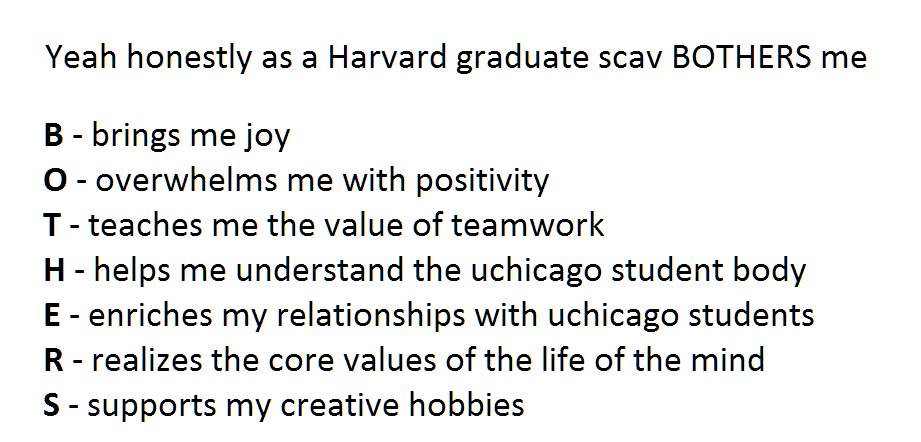 Yeah honestly as a Harvard graduate scav BOTHERS me
B - brings me joy
O - overwhelms me with positivity
T - teaches me the value of teamwork
H - helps me understand the uchicago student body
E - enriches my relationships with uchicago students
R - realizes the core values of the life of the mind
S - supports my creative hobbies